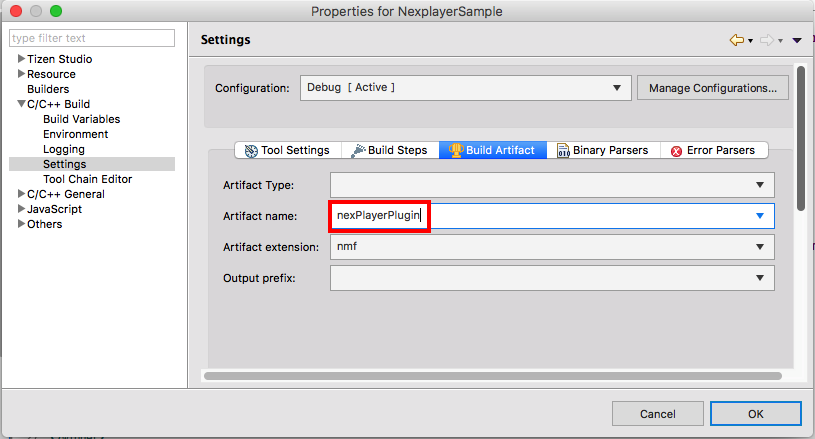 Properties for NexplayerSample
type filter text
Tizen Studio
Resource
Builders
C/C++ Build
Build Variables
Environment
Logging
Settings
Tool Chain Editor
C/C++ General
JavaScript
Others
Settings
Configuration: Debug [ Active ] Manage Configurations...
Tool Settings Build Steps Build Artifact Binary Parsers Error Parsers
Artifact Type:
Artifact name: nexPlayerPlugin
Artifact extension: nmf
Output prefix:
Cancel OK